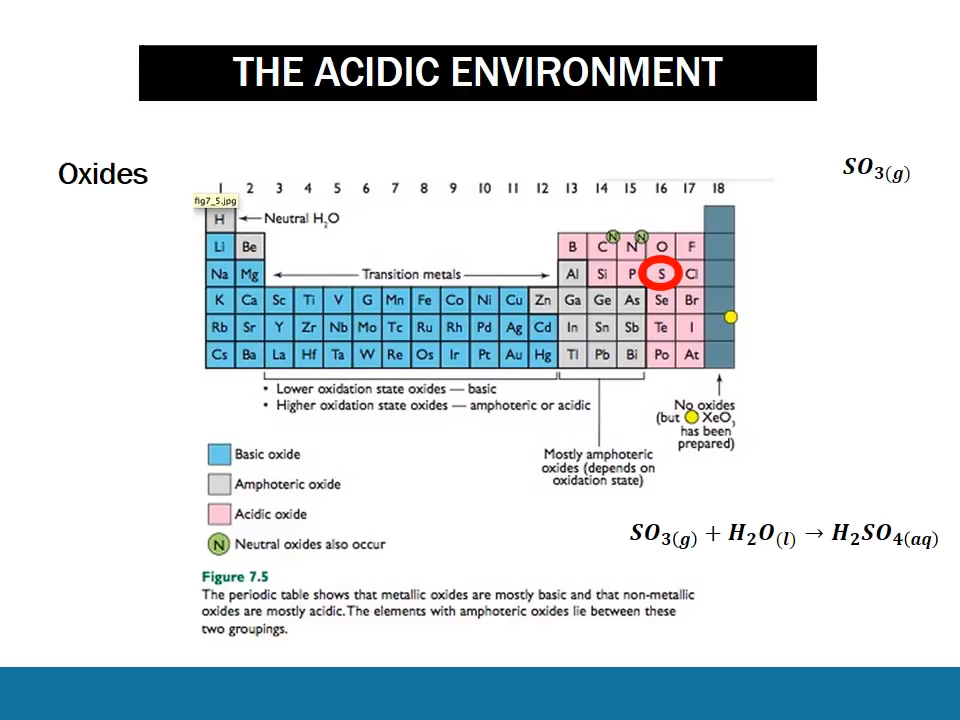 THE ACIDIC ENVIRONMENT
Oxides
SO3(g)
1 2 3 4 5 6 7 8 9 10 11 12 13 14 15 16 17 18
fig7_5.jpg
H Neutral H2O
Li Be B C N N N O F
Na Mg Transition metals Al Si P S Cl
K Ca Sc Ti V G Mn Fe Co Ni Cu Zn Ga Ge As Se Br
Rb Sr Y Zr Nb Mo Tc Ru Rh Pd Ag Cd In Sn Sb Te I
Cs Ba La Hf Ta W Re Os Ir Pt Au Hg Tl Pb Bi Po At
• Lower oxidation state oxides — basic
• Higher oxidation state oxides — amphoteric or acidic
No oxides
(but XeO3
has been
prepared)
Mostly amphoteric
oxides (depends on
oxidation state)
Basic oxide
Amphoteric oxide
Acidic oxide
N Neutral oxides also occur
SO3(g) + H2O(l) → H2SO4(aq)
Figure 7.5
The periodic table shows that metallic oxides are mostly basic and that non-metallic
oxides are mostly acidic. The elements with amphoteric oxides lie between these
two groupings.